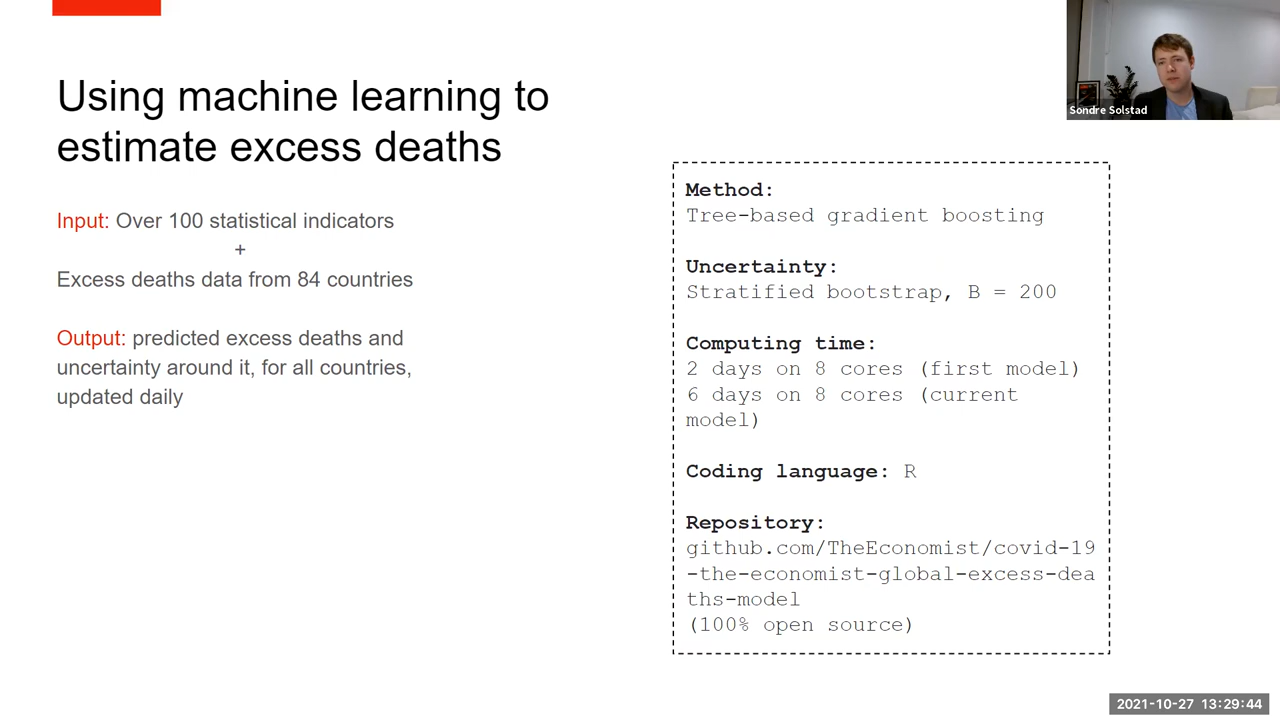 Using machine learning to
estimate excess deaths
Input: Over 100 statistical indicators
+
Excess deaths data from 84 countries
Output: predicted excess deaths and
uncertainty around it, for all countries,
updated daily
Sondre Solstad
Method:
Tree-based gradient boosting
Uncertainty:
Stratified bootstrap, B = 200
Computing time:
2 days on 8 cores (first model)
6 days on 8 cores (current
model)
Coding language: R
Repository:
github.com/TheEconomist/covid-19
-the-economist-global-excess-dea
ths-model
(100% open source)
2021-10-27 13:29:44